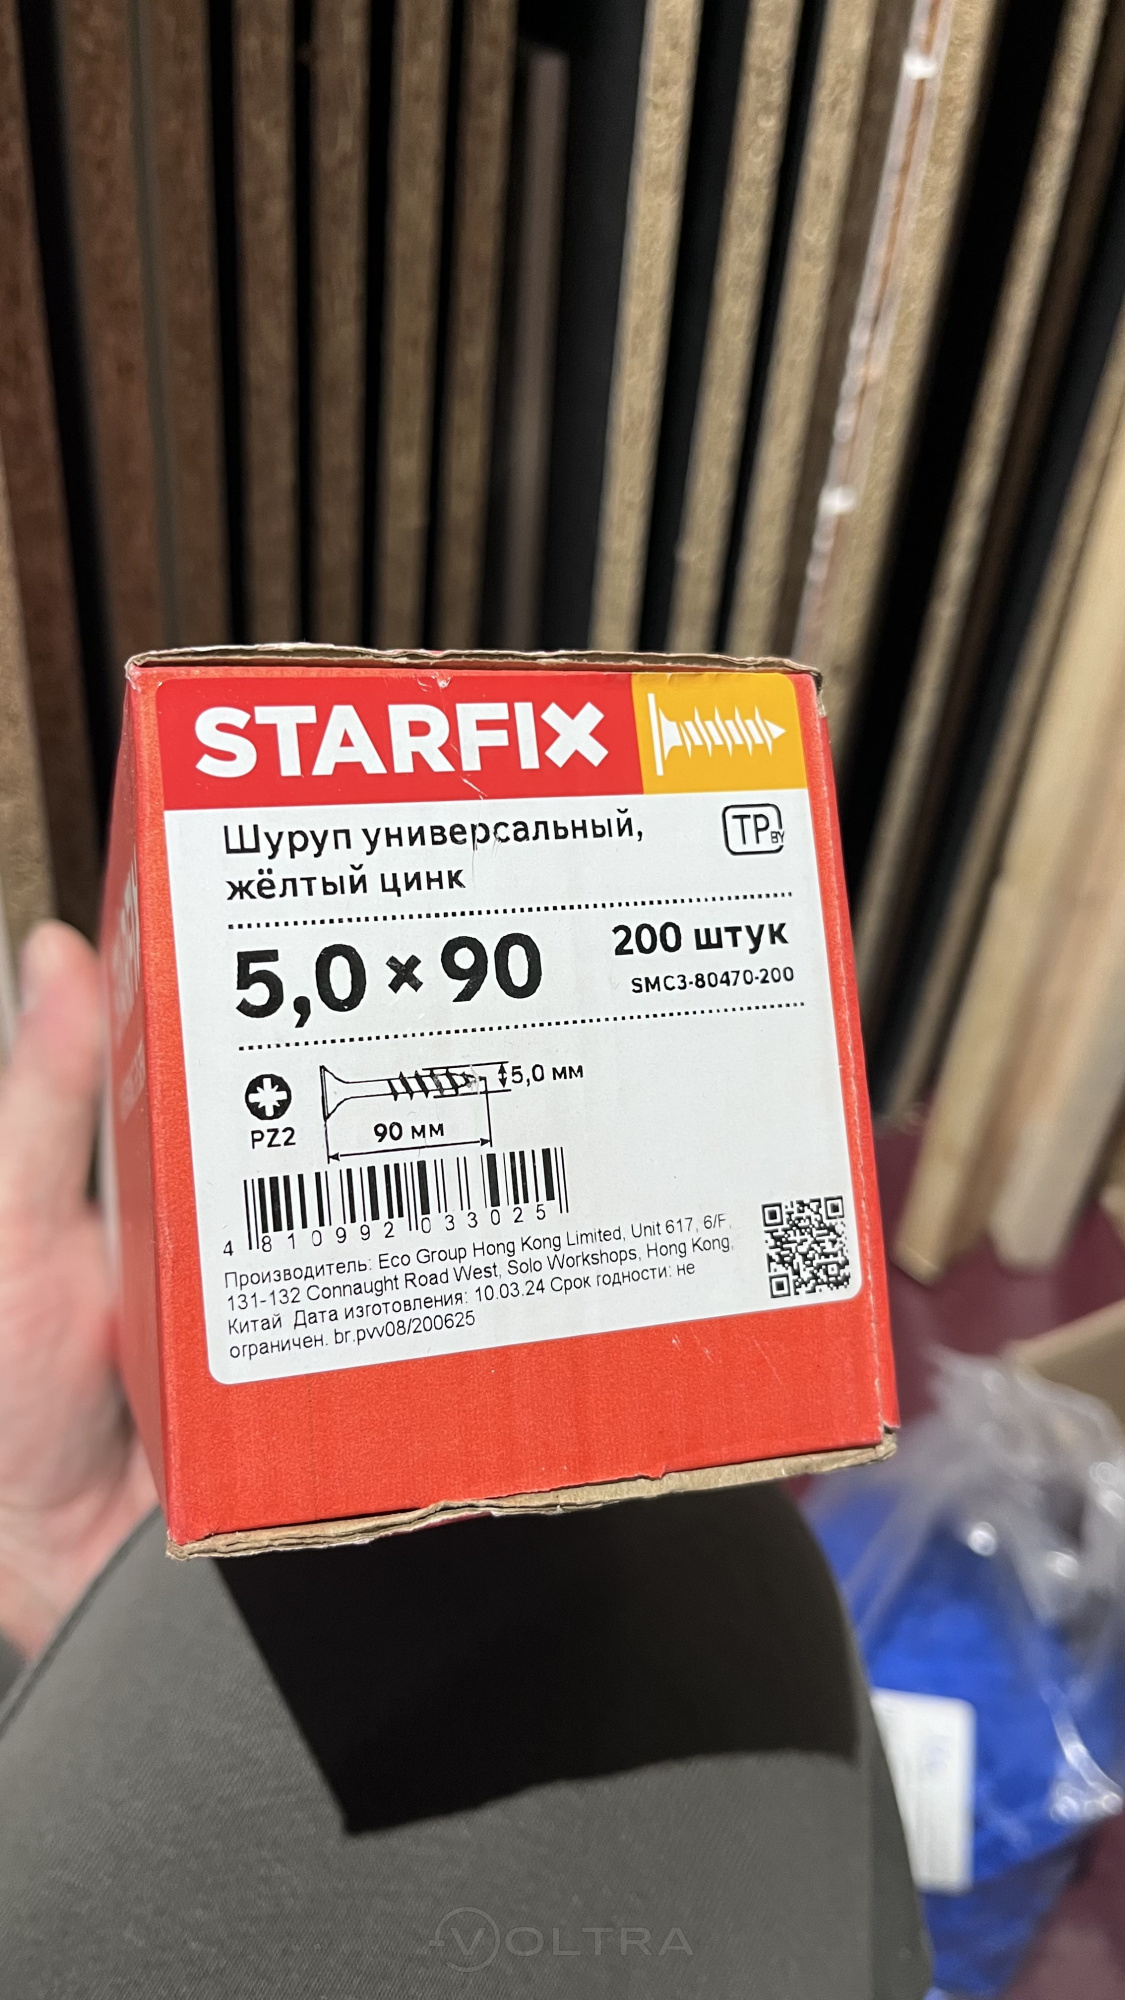 STARFIX
Шуруп универсальный,
жёлтый цинк
TP BY
5,0 × 90
200 штук
SMC3-80470-200
PZ2
5,0 мм
90 мм
4 810992 033025
Производитель: Eco Group Hong Kong Limited, Unit 617, 6/F,
131-132 Connaught Road West, Solo Workshops, Hong Kong,
Китай Дата изготовления: 10.03.24 Срок годности: не
ограничен. br.pvv08/200625
VOLTRA